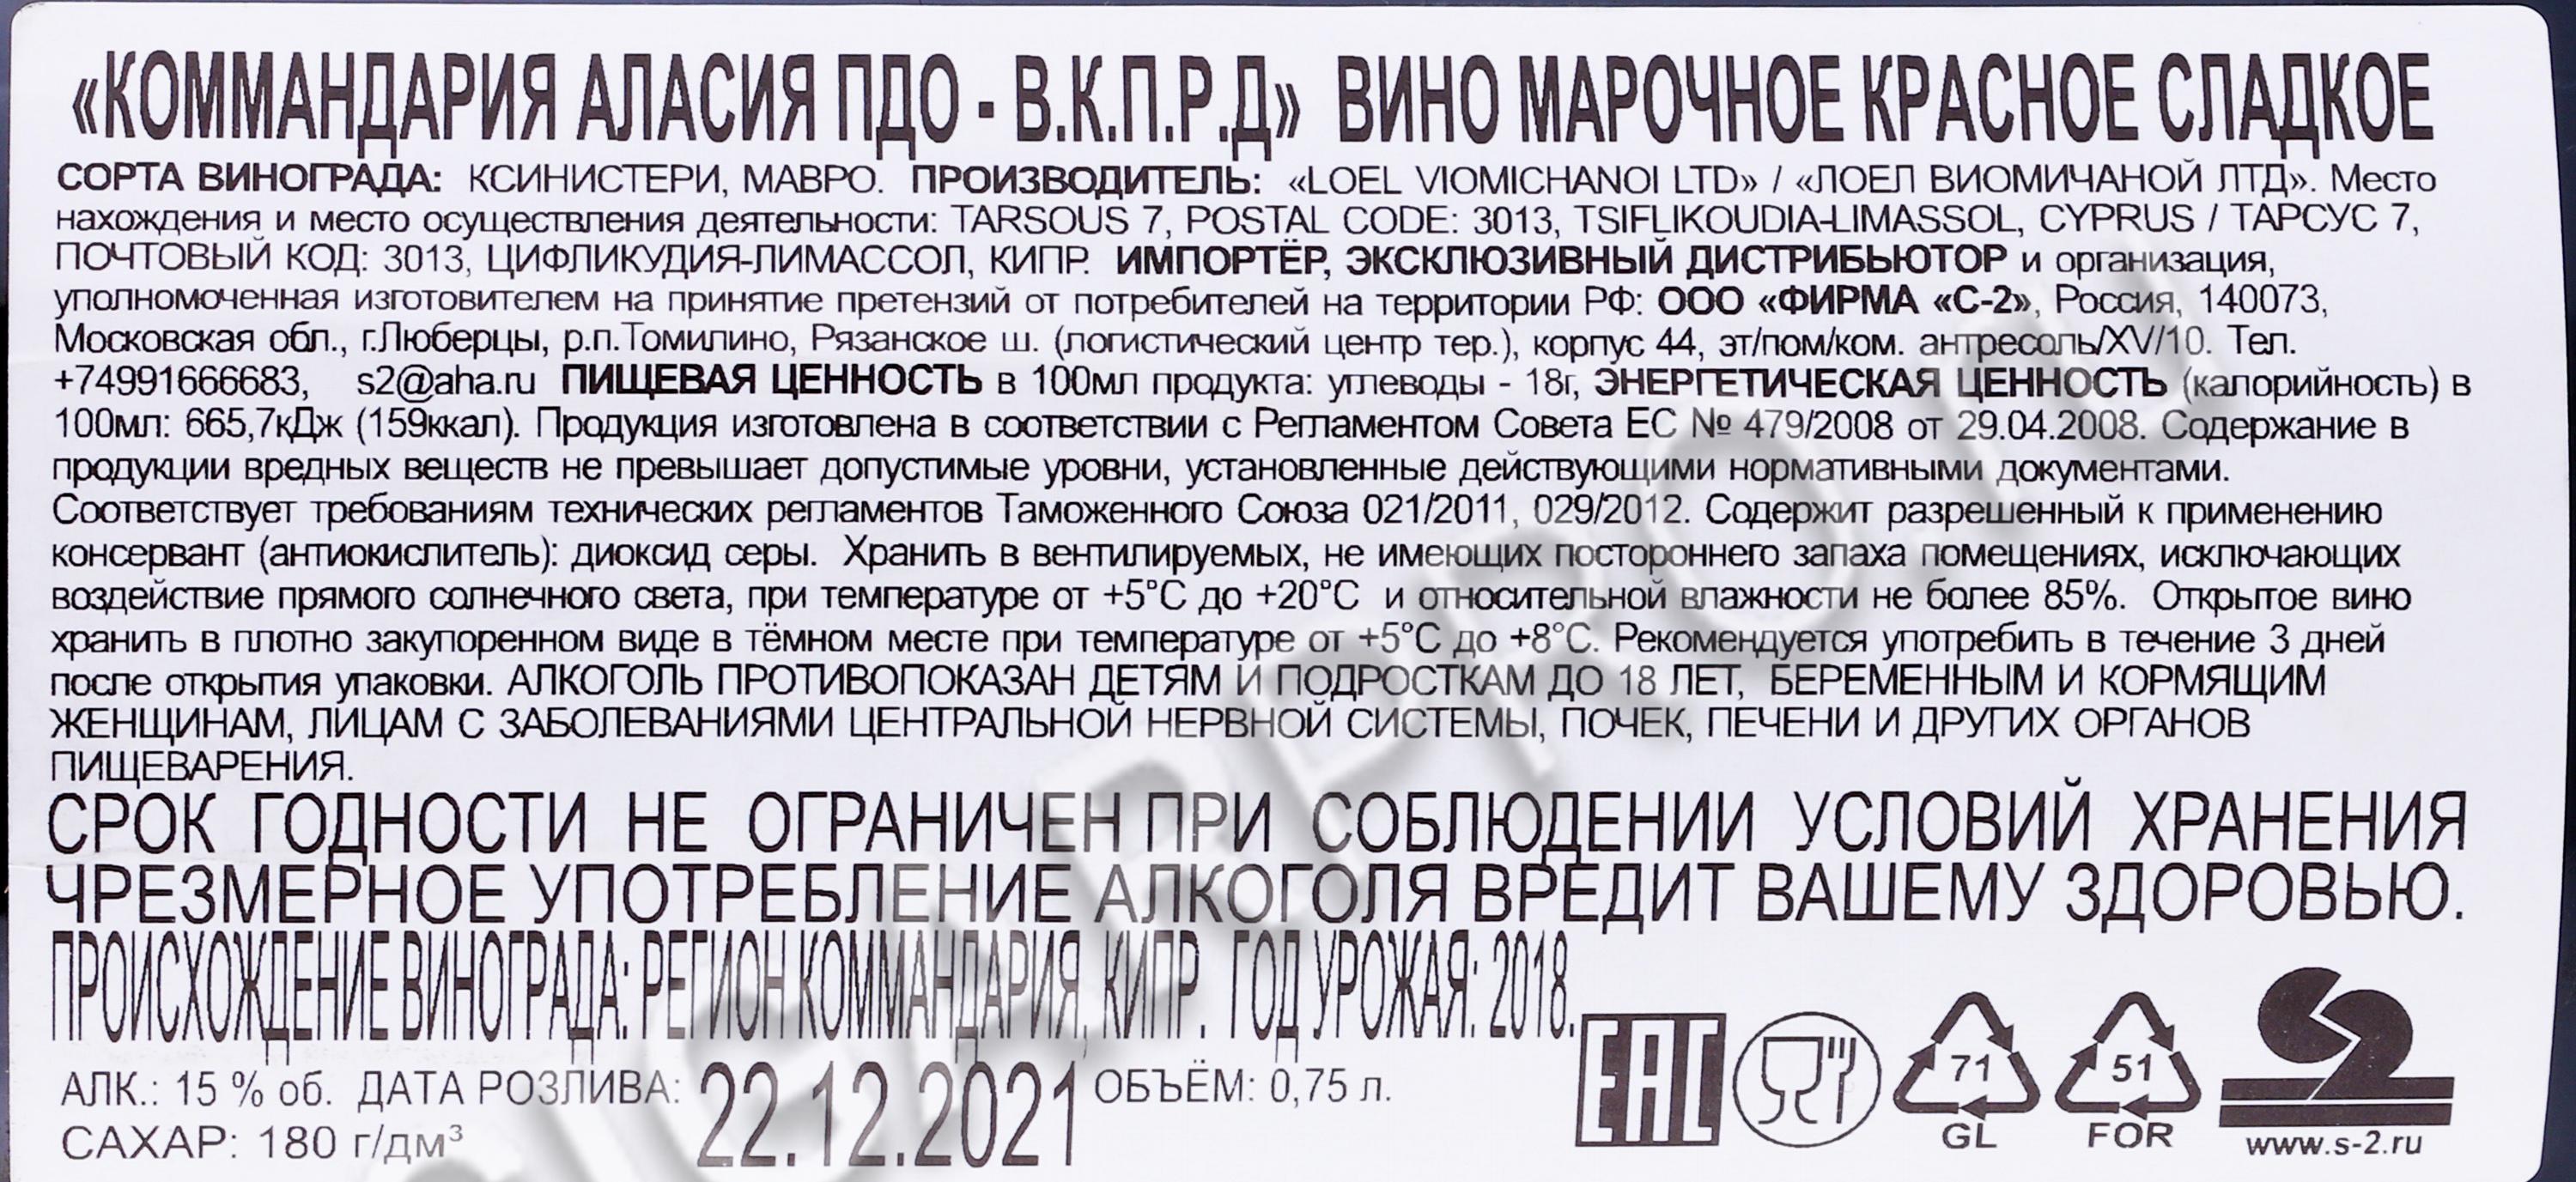 «КОММАНДАРИЯ АЛАСИЯ ПДО - В.К.П.Р.Д» ВИНО МАРОЧНОЕ КРАСНОЕ СЛАДКОЕ
СОРТА ВИНОГРАДА: КСИНИСТЕРИ, МАВРО. ПРОИЗВОДИТЕЛЬ: «LOEL VIOMICHANOI LTD» / «ЛОЕЛ ВИОМИЧАНОЙ ЛТД». Место
нахождения и место осуществления деятельности: TARSOUS 7, POSTAL CODE: 3013, TSIFLIKOUDIA-LIMASSOL, CYPRUS / ТАРСУС 7,
ПОЧТОВЫЙ КОД: 3013, ЦИФЛИКУДИЯ-ЛИМАССОЛ, КИПР. ИМПОРТЁР, ЭКСКЛЮЗИВНЫЙ ДИСТРИБЬЮТОР и организация,
уполномоченная изготовителем на принятие претензий от потребителей на территории РФ: ООО «ФИРМА «С-2», Россия, 140073,
Московская обл., г.Люберцы, р.п.Томилино, Рязанское ш. (логистический центр тер.), корпус 44, эт/пом/ком. антресоль/XV/10. Тел.
+74991666683, s2@aha.ru ПИЩЕВАЯ ЦЕННОСТЬ в 100мл продукта: углеводы - 18г, ЭНЕРГЕТИЧЕСКАЯ ЦЕННОСТЬ (калорийность) в
100мл: 665,7кДж (159ккал). Продукция изготовлена в соответствии с Регламентом Совета ЕС № 479/2008 от 29.04.2008. Содержание в
продукции вредных веществ не превышает допустимые уровни, установленные действующими нормативными документами.
Соответствует требованиям технических регламентов Таможенного Союза 021/2011, 029/2012. Содержит разрешенный к применению
консервант (антиокислитель): диоксид серы. Хранить в вентилируемых, не имеющих постороннего запаха помещениях, исключающих
воздействие прямого солнечного света, при температуре от +5°С до +20°С и относительной влажности не более 85%. Открытое вино
хранить в плотно закупоренном виде в тёмном месте при температуре от +5°С до +8°С. Рекомендуется употребить в течение 3 дней
после открытия упаковки. АЛКОГОЛЬ ПРОТИВОПОКАЗАН ДЕТЯМ И ПОДРОСТКАМ ДО 18 ЛЕТ, БЕРЕМЕННЫМ И КОРМЯЩИМ
ЖЕНЩИНАМ, ЛИЦАМ С ЗАБОЛЕВАНИЯМИ ЦЕНТРАЛЬНОЙ НЕРВНОЙ СИСТЕМЫ, ПОЧЕК, ПЕЧЕНИ И ДРУГИХ ОРГАНОВ
ПИЩЕВАРЕНИЯ.
СРОК ГОДНОСТИ НЕ ОГРАНИЧЕН ПРИ СОБЛЮДЕНИИ УСЛОВИЙ ХРАНЕНИЯ
ЧРЕЗМЕРНОЕ УПОТРЕБЛЕНИЕ АЛКОГОЛЯ ВРЕДИТ ВАШЕМУ ЗДОРОВЬЮ.
ПРОИСХОЖДЕНИЕ ВИНОГРАДА: РЕГИОН КОММАНДАРИЯ, КИПР. ГОД УРОЖАЯ: 2018.
АЛК.: 15 % об. ДАТА РОЗЛИВА: 22.12.2021 ОБЪЁМ: 0,75 л.
САХАР: 180 г/дм³
EAC
71
GL
51
FOR
www.s-2.ru
CIGARPRO.RU